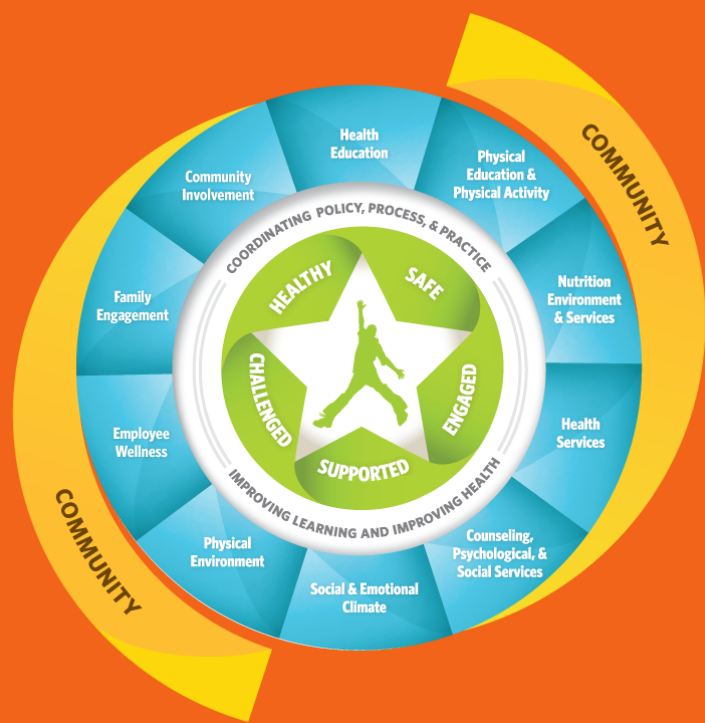 COMMUNITY
Health
Education
Physical
Education &
Physical Activity
Nutrition
Environment
& Services
Health
Services
Counseling,
Psychological, &
Social Services
Social & Emotional
Climate
Physical
Environment
Employee
Wellness
Family
Engagement
Community
Involvement
COORDINATING POLICY, PROCESS, & PRACTICE
IMPROVING LEARNING AND IMPROVING HEALTH
HEALTHY
SAFE
ENGAGED
SUPPORTED
CHALLENGED
COMMUNITY